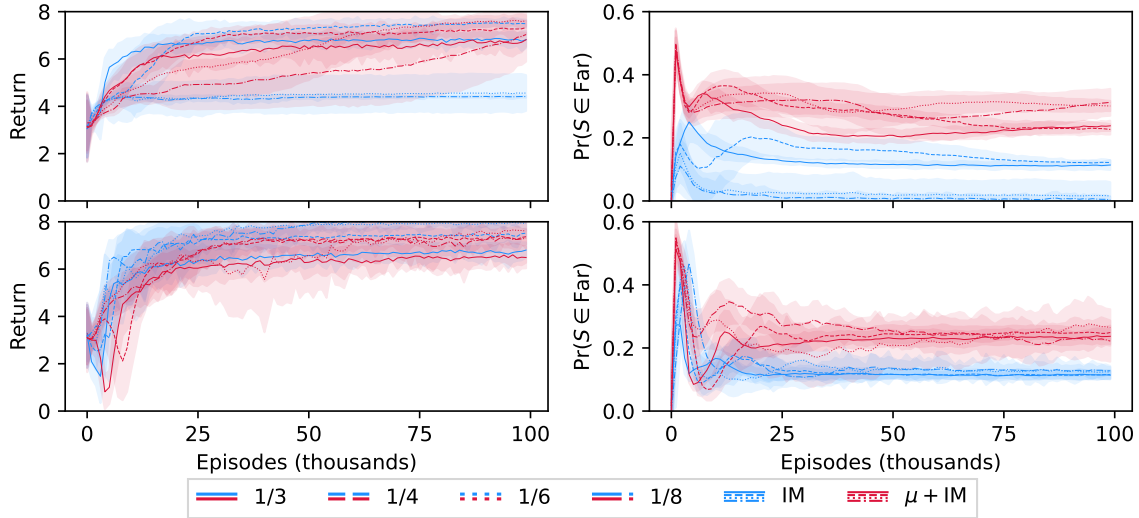 8
6
4
2
0
Return
0.6
0.4
0.2
0.0
Pr(S ∈ Far)
8
6
4
2
0
Return
0 25 50 75 100
Episodes (thousands)
0.6
0.4
0.2
0.0
Pr(S ∈ Far)
0 25 50 75 100
Episodes (thousands)
1/3 1/4 1/6 1/8 IM μ + IM